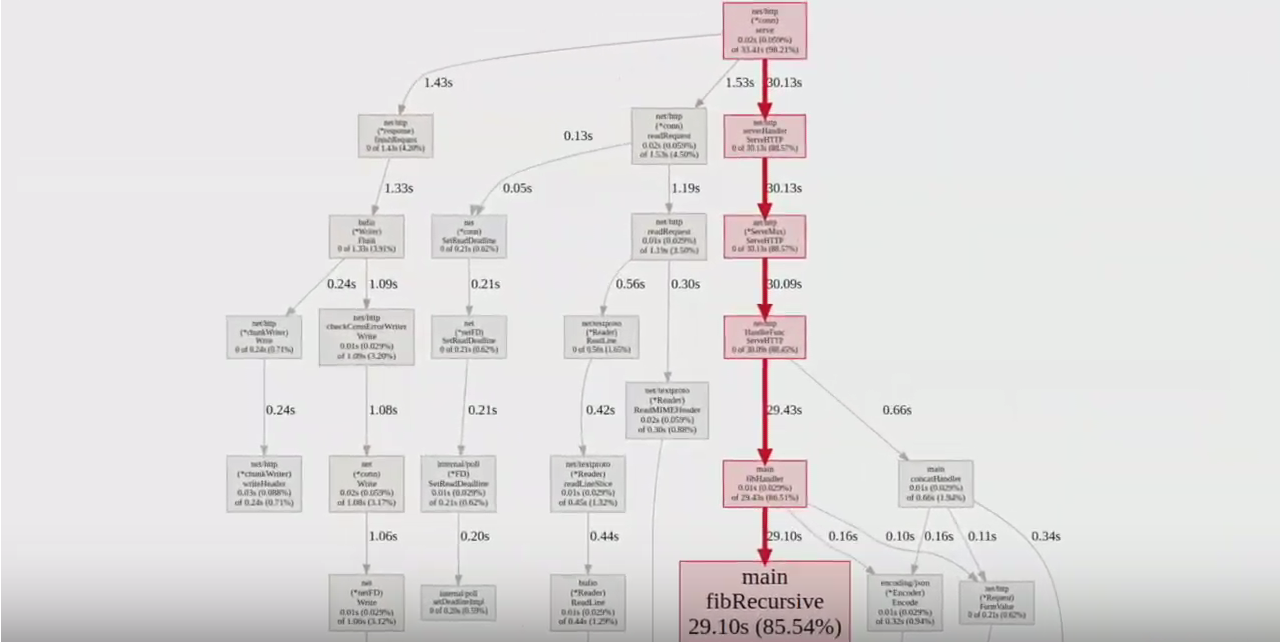 net/http
(*conn)
serve
0.02s (0.059%)
of 33.41s (98.21%)
1.43s
1.53s
30.13s
net/http
(*response)
finishRequest
0 of 1.43s (4.20%)
0.13s
net/http
(*conn)
readRequest
0.02s (0.059%)
of 1.53s (4.50%)
net/http
serverHandler
ServeHTTP
0 of 30.13s (88.57%)
1.33s
0.05s
1.19s
30.13s
bufio
(*Writer)
Flush
0 of 1.33s (3.91%)
net
(*conn)
SetReadDeadline
0 of 0.21s (0.62%)
net/http
readRequest
0.01s (0.029%)
of 1.19s (3.50%)
net/http
(*ServeMux)
ServeHTTP
0 of 30.13s (88.57%)
0.24s
1.09s
0.21s
0.56s
0.30s
30.09s
net/http
(*chunkWriter)
Write
0 of 0.24s (0.71%)
net/http
checkConnErrorWriter
Write
0.01s (0.029%)
of 1.09s (3.20%)
net
(*netFD)
SetReadDeadline
0 of 0.21s (0.62%)
net/textproto
(*Reader)
ReadLine
0 of 0.56s (1.65%)
net/http
HandlerFunc
ServeHTTP
0 of 30.09s (88.45%)
net/textproto
(*Reader)
ReadMIMEHeader
0.02s (0.059%)
of 0.30s (0.88%)
0.24s
1.08s
0.21s
0.42s
29.43s
0.66s
net/http
(*chunkWriter)
writeHeader
0.03s (0.088%)
of 0.24s (0.71%)
net
(*conn)
Write
0.02s (0.059%)
of 1.08s (3.17%)
internal/poll
(*FD)
SetReadDeadline
0.01s (0.029%)
of 0.21s (0.62%)
net/textproto
(*Reader)
readLineSlice
0.01s (0.029%)
of 0.45s (1.32%)
main
fibHandler
0.01s (0.029%)
of 29.43s (86.51%)
main
concatHandler
0.01s (0.029%)
of 0.66s (1.94%)
1.06s
0.20s
0.44s
29.10s
0.16s
0.10s
0.16s
0.11s
0.34s
net
(*netFD)
Write
0.01s (0.029%)
of 1.06s (3.12%)
internal/poll
setDeadlineImpl
0 of 0.20s (0.59%)
bufio
(*Reader)
ReadLine
0.01s (0.029%)
of 0.44s (1.29%)
main
fibRecursive
29.10s (85.54%)
encoding/json
(*Encoder)
Encode
0.01s (0.029%)
of 0.32s (0.94%)
net/http
(*Request)
FormValue
0 of 0.21s (0.62%)